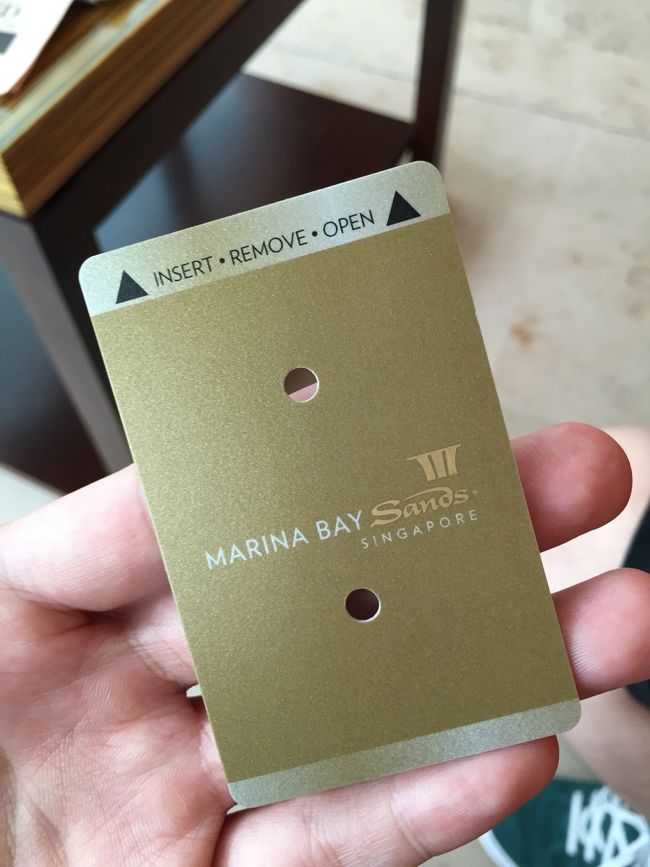 ▲ INSERT • REMOVE • OPEN ▲
MARINA BAY Sands®
SINGAPORE